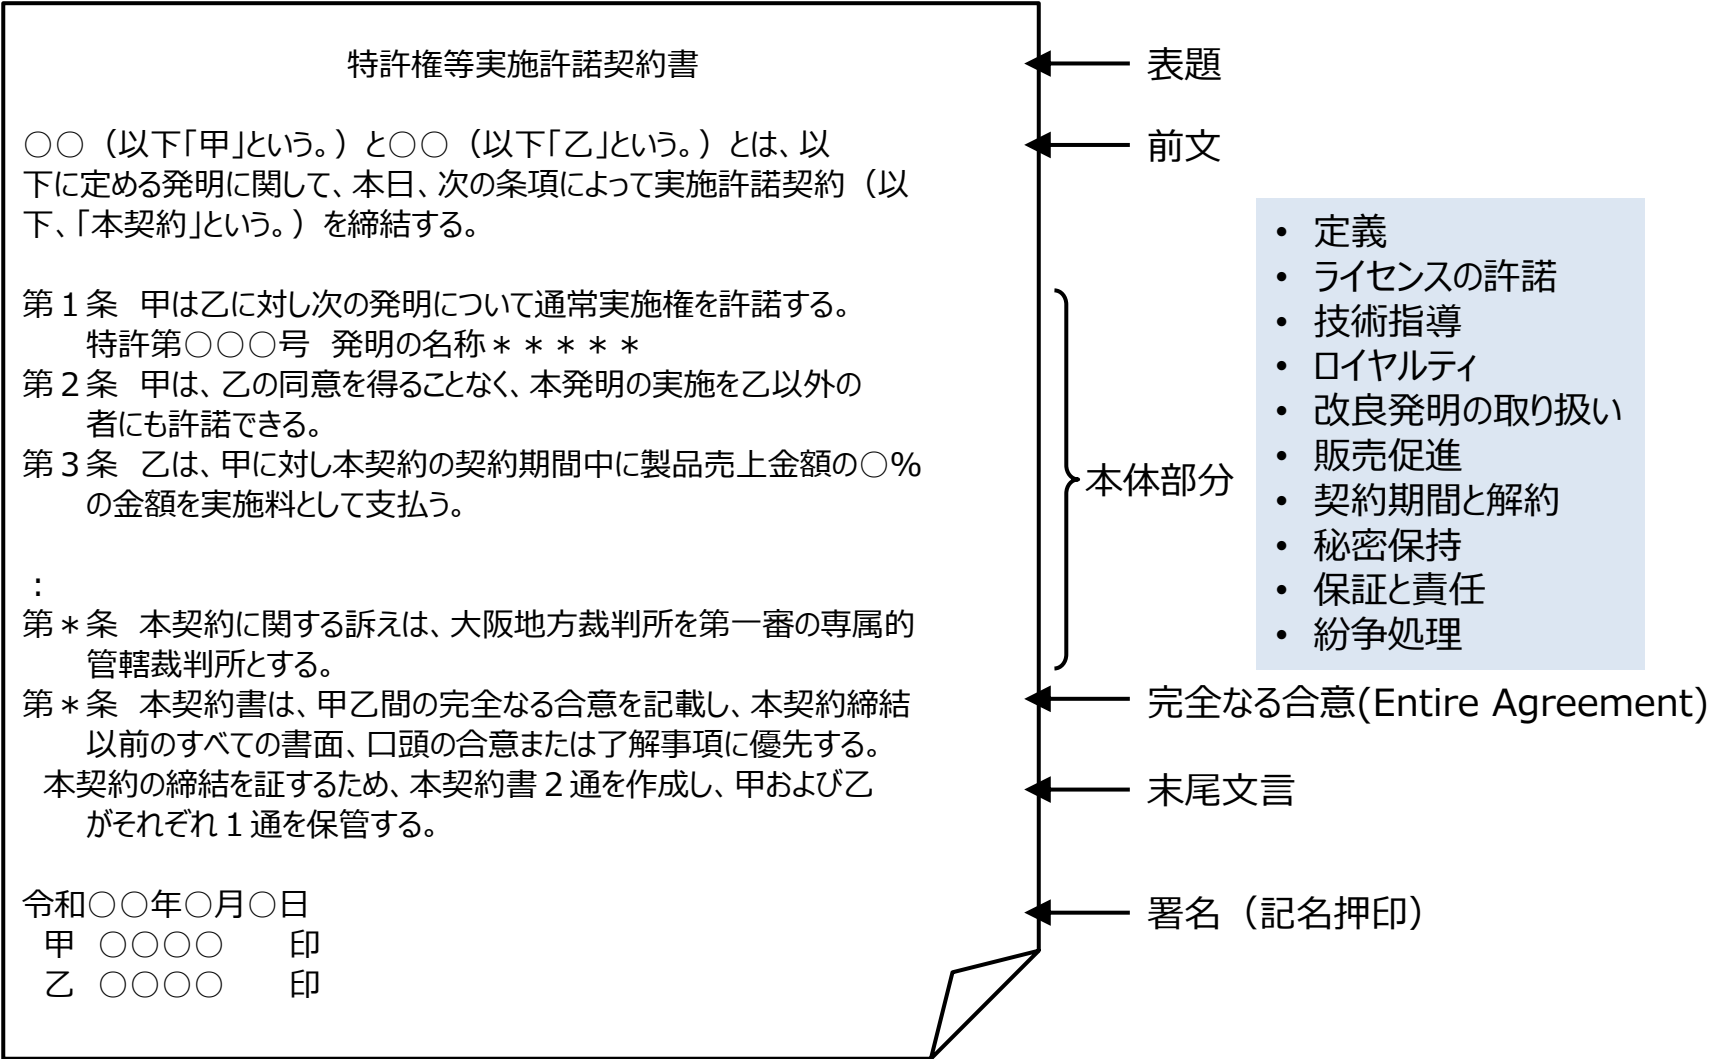 特許権等実施許諾契約書
○○（以下「甲」という。）と○○（以下「乙」という。）とは、以
下に定める発明に関して、本日、次の条項によって実施許諾契約（以
下、「本契約」という。）を締結する。
第1条　甲は乙に対し次の発明について通常実施権を許諾する。
特許第○○○号　発明の名称＊＊＊＊＊
第2条　甲は、乙の同意を得ることなく、本発明の実施を乙以外の
者にも許諾できる。
第3条　乙は、甲に対し本契約の契約期間中に製品売上金額の○%
の金額を実施料として支払う。
：
第＊条　本契約に関する訴えは、大阪地方裁判所を第一審の専属的
管轄裁判所とする。
第＊条　本契約書は、甲乙間の完全なる合意を記載し、本契約締結
以前のすべての書面、口頭の合意または了解事項に優先する。
本契約の締結を証するため、本契約書2通を作成し、甲および乙
がそれぞれ1通を保管する。
令和○○年○月○日
甲　○○○○　　印
乙　○○○○　　印
表題
前文
本体部分
• 定義
• ライセンスの許諾
• 技術指導
• ロイヤルティ
• 改良発明の取り扱い
• 販売促進
• 契約期間と解約
• 秘密保持
• 保証と責任
• 紛争処理
完全なる合意(Entire Agreement)
末尾文言
署名（記名押印）